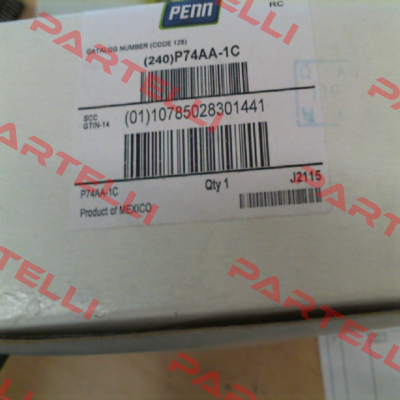 PENN
RC
CATALOG NUMBER (CODE 128)
(240)P74AA-1C
SCC
GTIN-14
(01)10785028301441
P74AA-1C
Qty 1
J2115
Product of MEXICO
PARTELLI
PARTELLI
PARTELLI
PARTELLI
PARTELLI